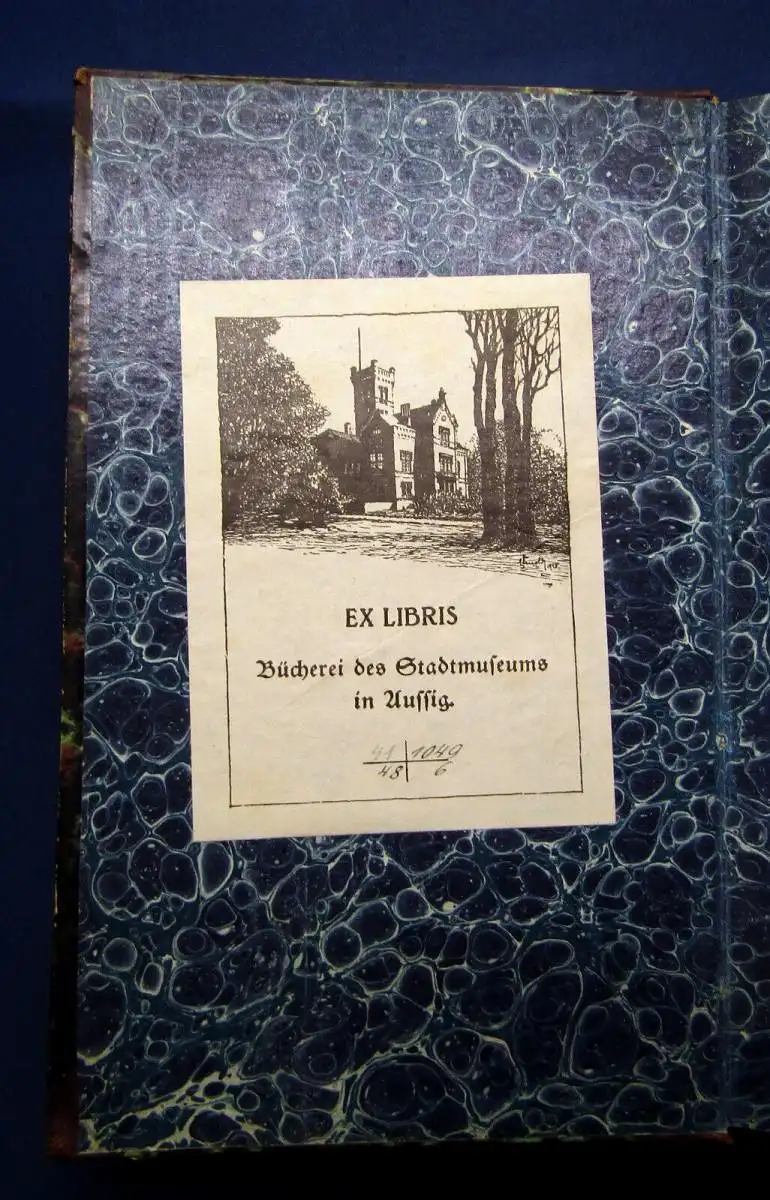 EX LIBRIS
Bücherei des Stadtmuſeums
in Auſſig.
41 1049
48 6